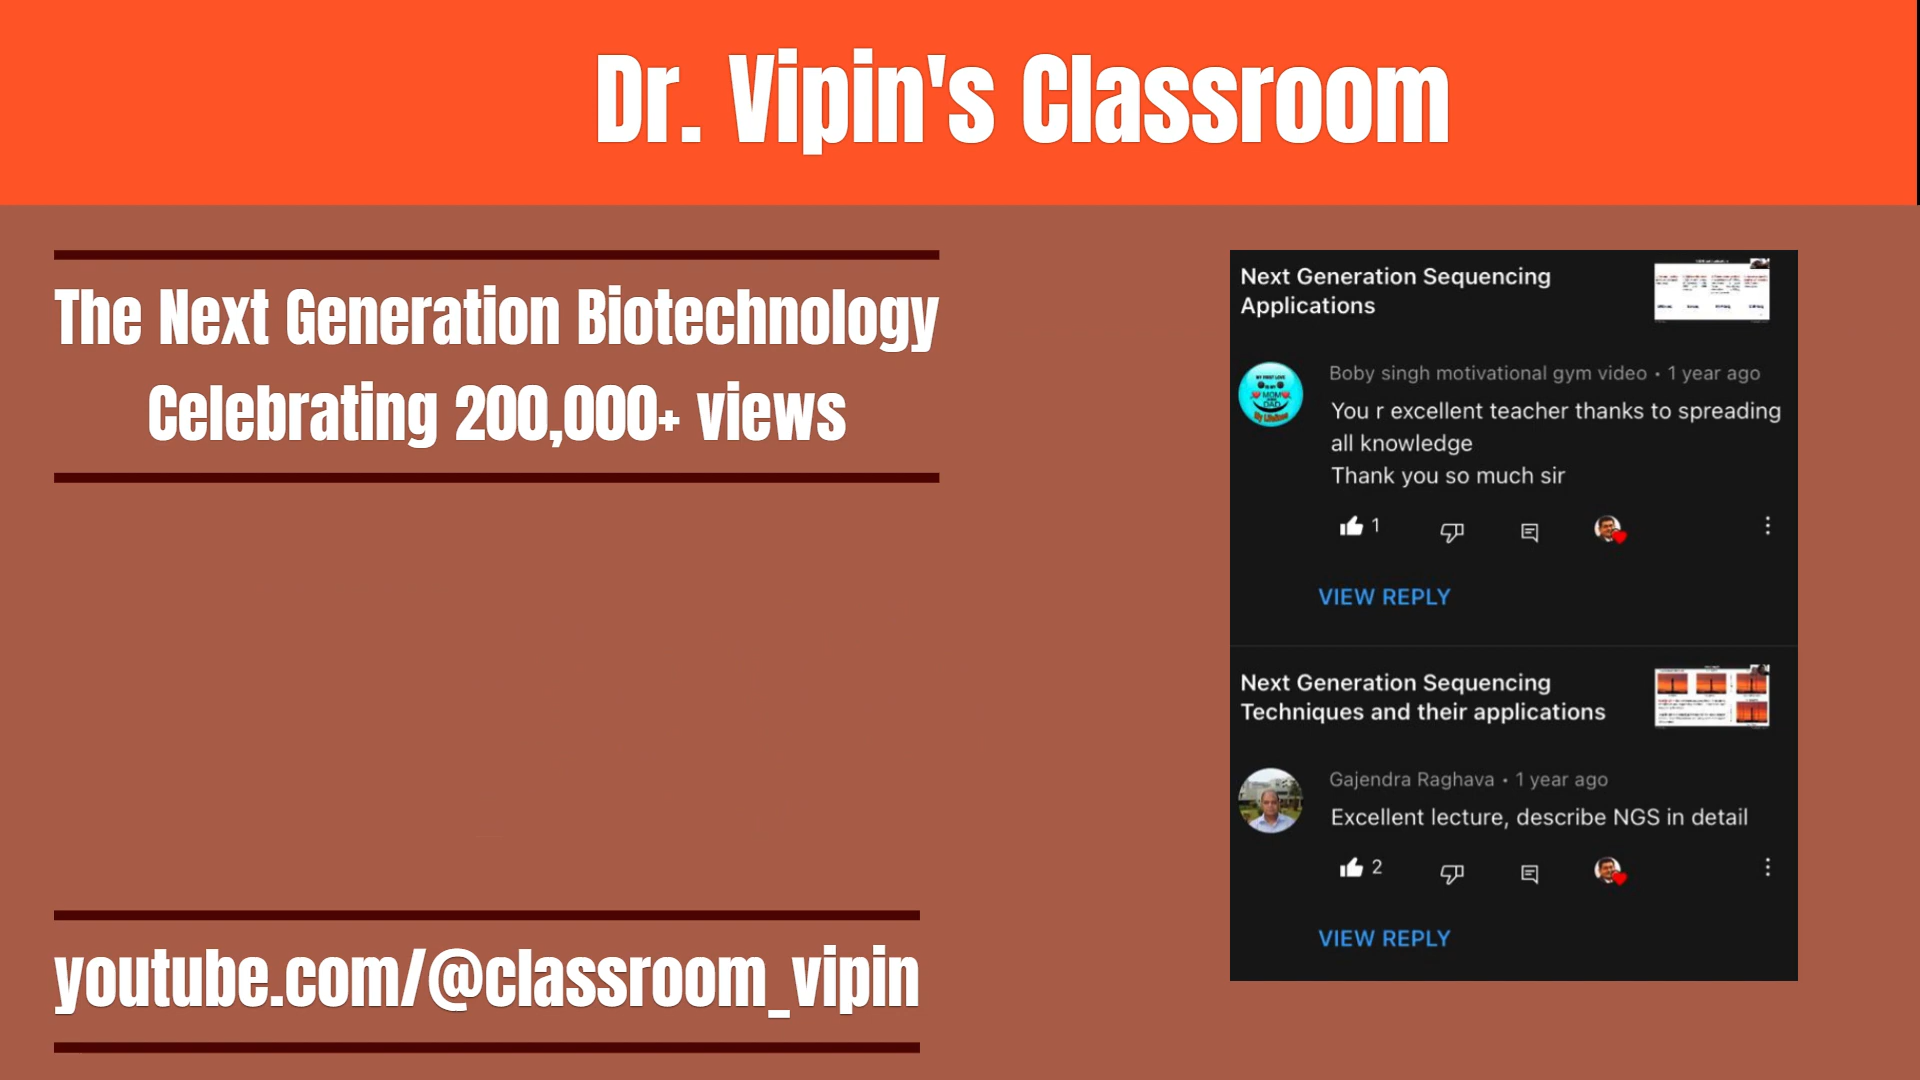 Dr. Vipin's Classroom
The Next Generation Biotechnology
Celebrating 200,000+ views
youtube.com/@classroom_vipin
Next Generation Sequencing
Applications
Boby singh motivational gym video • 1 year ago
You r excellent teacher thanks to spreading
all knowledge
Thank you so much sir
1
VIEW REPLY
Next Generation Sequencing
Techniques and their applications
Gajendra Raghava • 1 year ago
Excellent lecture, describe NGS in detail
2
VIEW REPLY